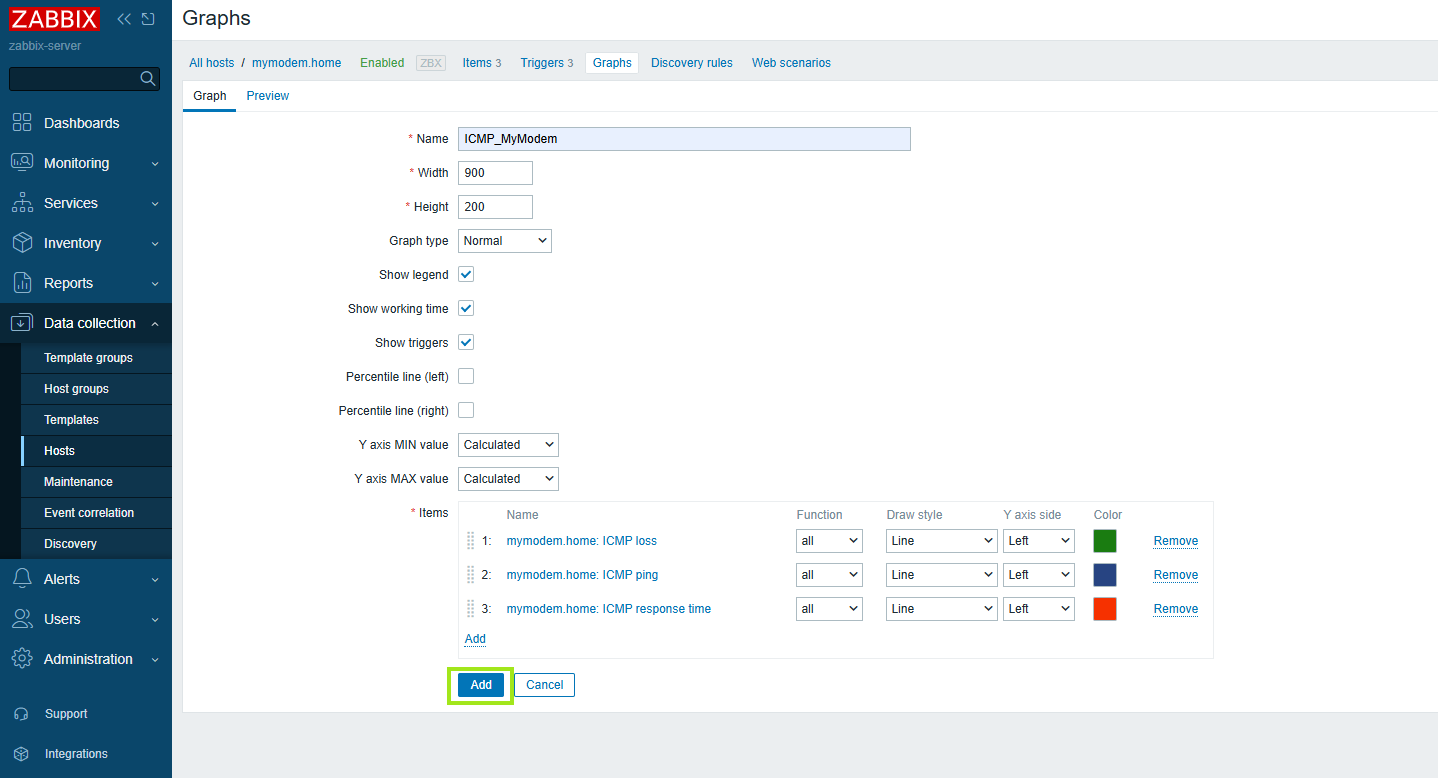 ZABBIX
zabbix-server
Dashboards
Monitoring
Services
Inventory
Reports
Data collection
Template groups
Host groups
Templates
Hosts
Maintenance
Event correlation
Discovery
Alerts
Users
Administration
Support
Integrations
Graphs
All hosts / mymodem.home Enabled ZBX Items 3 Triggers 3 Graphs Discovery rules Web scenarios
Graph Preview
* Name ICMP_MyModem
* Width 900
* Height 200
Graph type Normal
Show legend
Show working time
Show triggers
Percentile line (left)
Percentile line (right)
Y axis MIN value Calculated
Y axis MAX value Calculated
* Items Name Function Draw style Y axis side Color
1: mymodem.home: ICMP loss all Line Left Remove
2: mymodem.home: ICMP ping all Line Left Remove
3: mymodem.home: ICMP response time all Line Left Remove
Add
Add Cancel